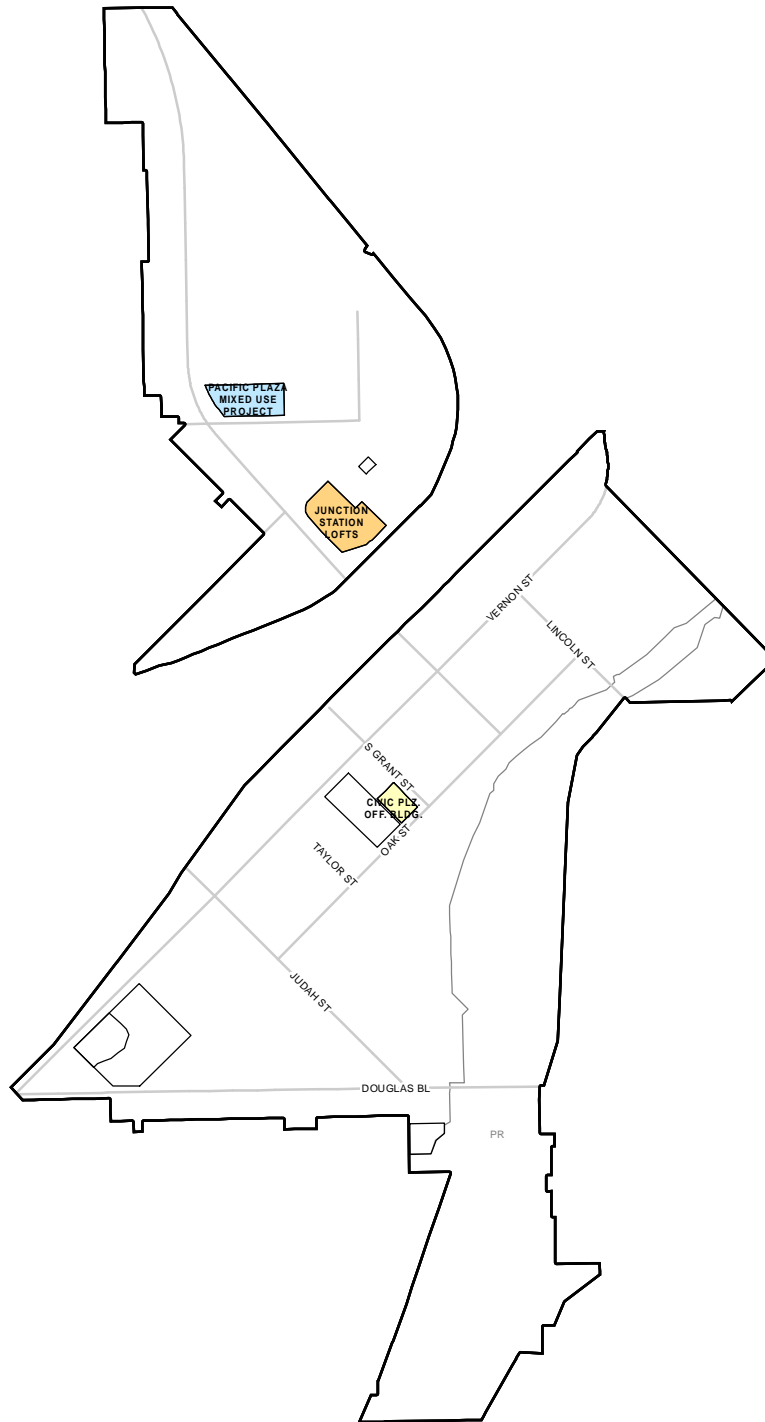 PACIFIC PLAZA
MIXED USE
PROJECT
JUNCTION
STATION
LOFTS
VERNON ST
LINCOLN ST
S GRANT ST
CIVIC PLZ.
OFF. BLDG.
OAK ST
TAYLOR ST
JUDAH ST
DOUGLAS BL
PR